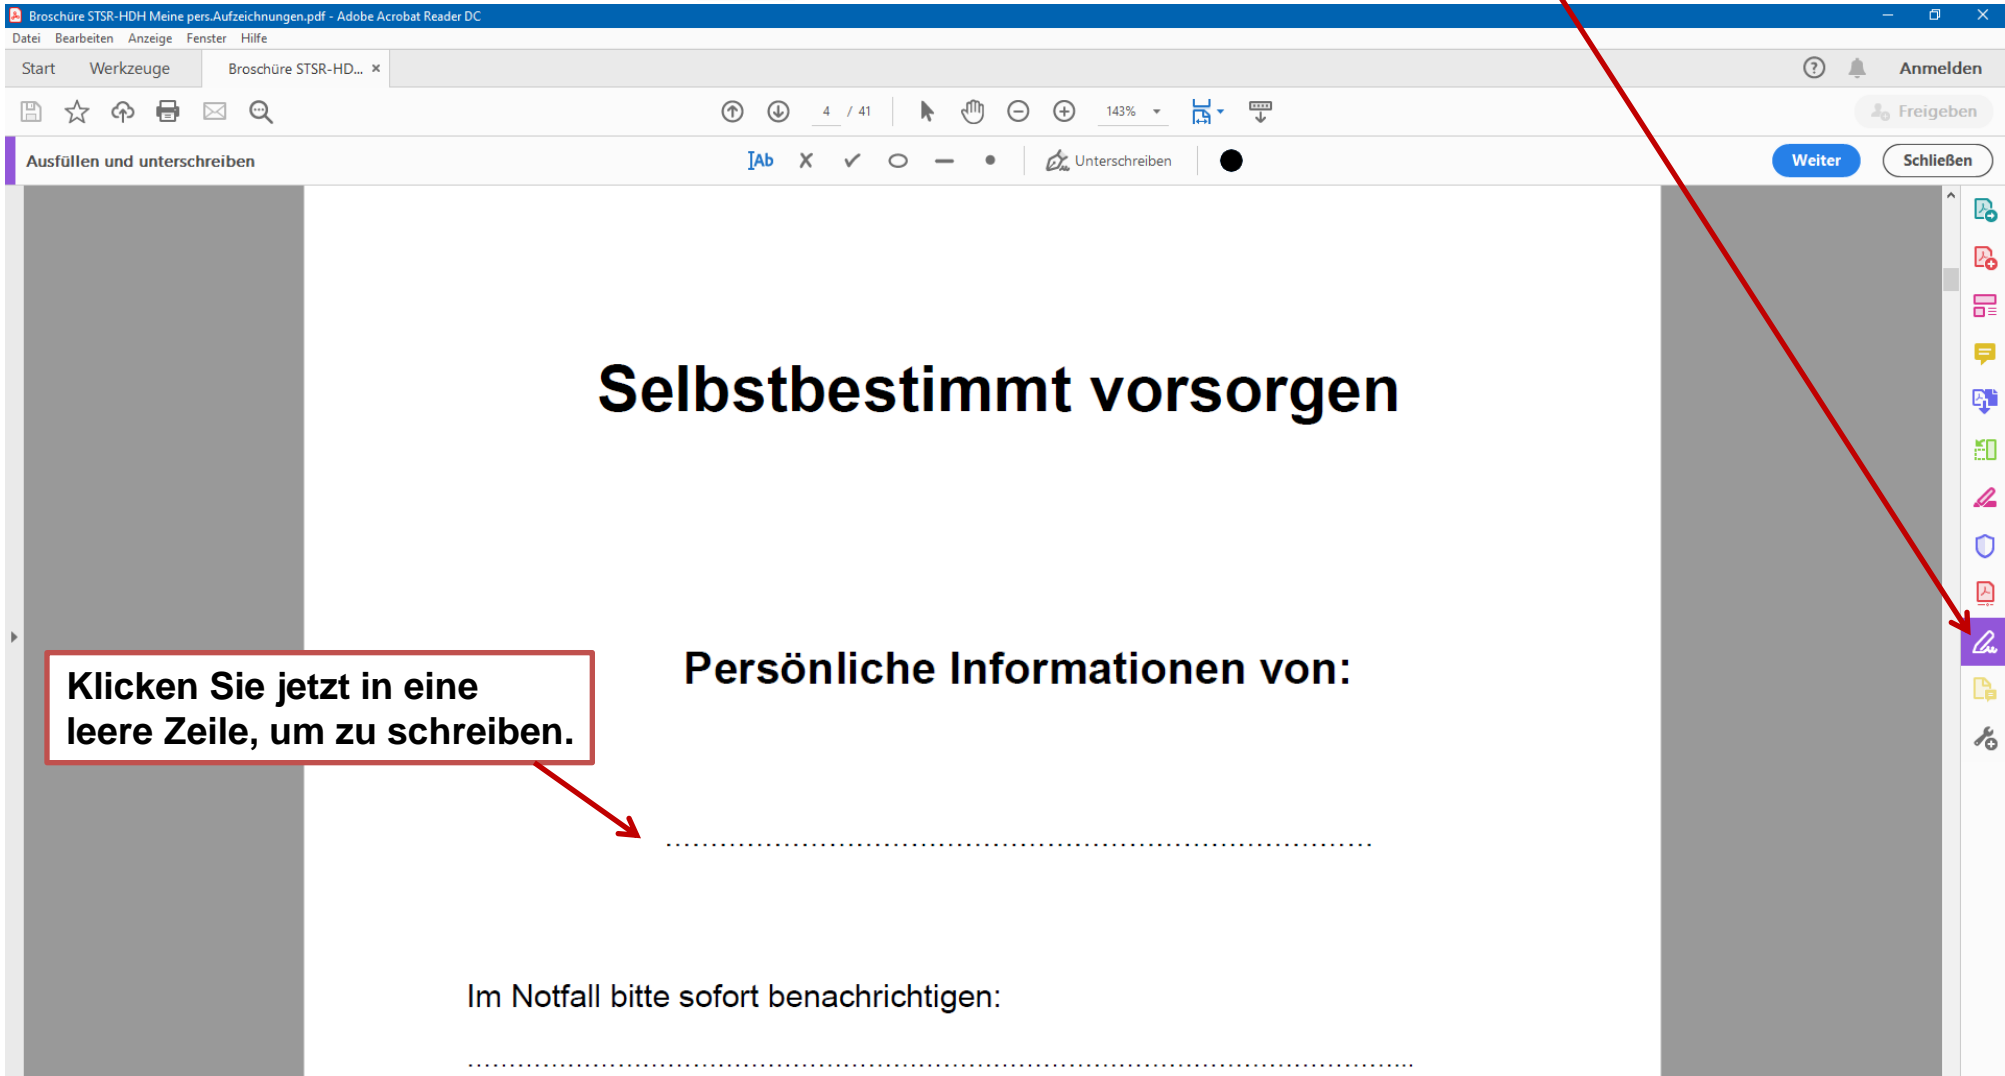 Broschüre STSR-HDH Meine pers.Aufzeichnungen.pdf - Adobe Acrobat Reader DC
Datei Bearbeiten Anzeige Fenster Hilfe
Start Werkzeuge Broschüre STSR-HD... × Anmelden
4 / 41 143% Freigeben
Ausfüllen und unterschreiben IAb X Unterschreiben Weiter Schließen
Selbstbestimmt vorsorgen
Persönliche Informationen von:
Klicken Sie jetzt in eine
leere Zeile, um zu schreiben.
Im Notfall bitte sofort benachrichtigen: